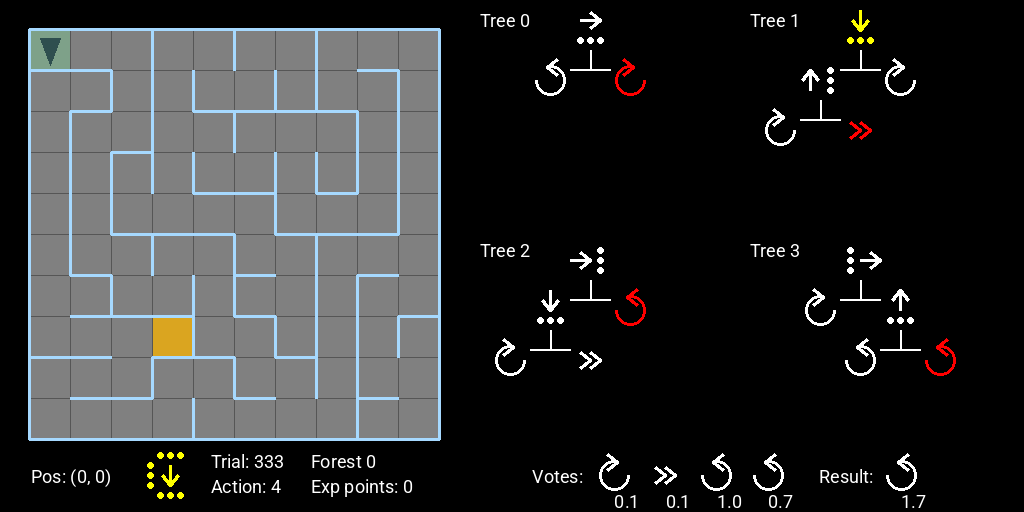 Tree 0
Tree 1
Tree 2
Tree 3
Pos: (0, 0)
Trial: 333
Forest 0
Action: 4
Exp points: 0
Votes:
0.1
0.1
1.0
0.7
Result:
1.7